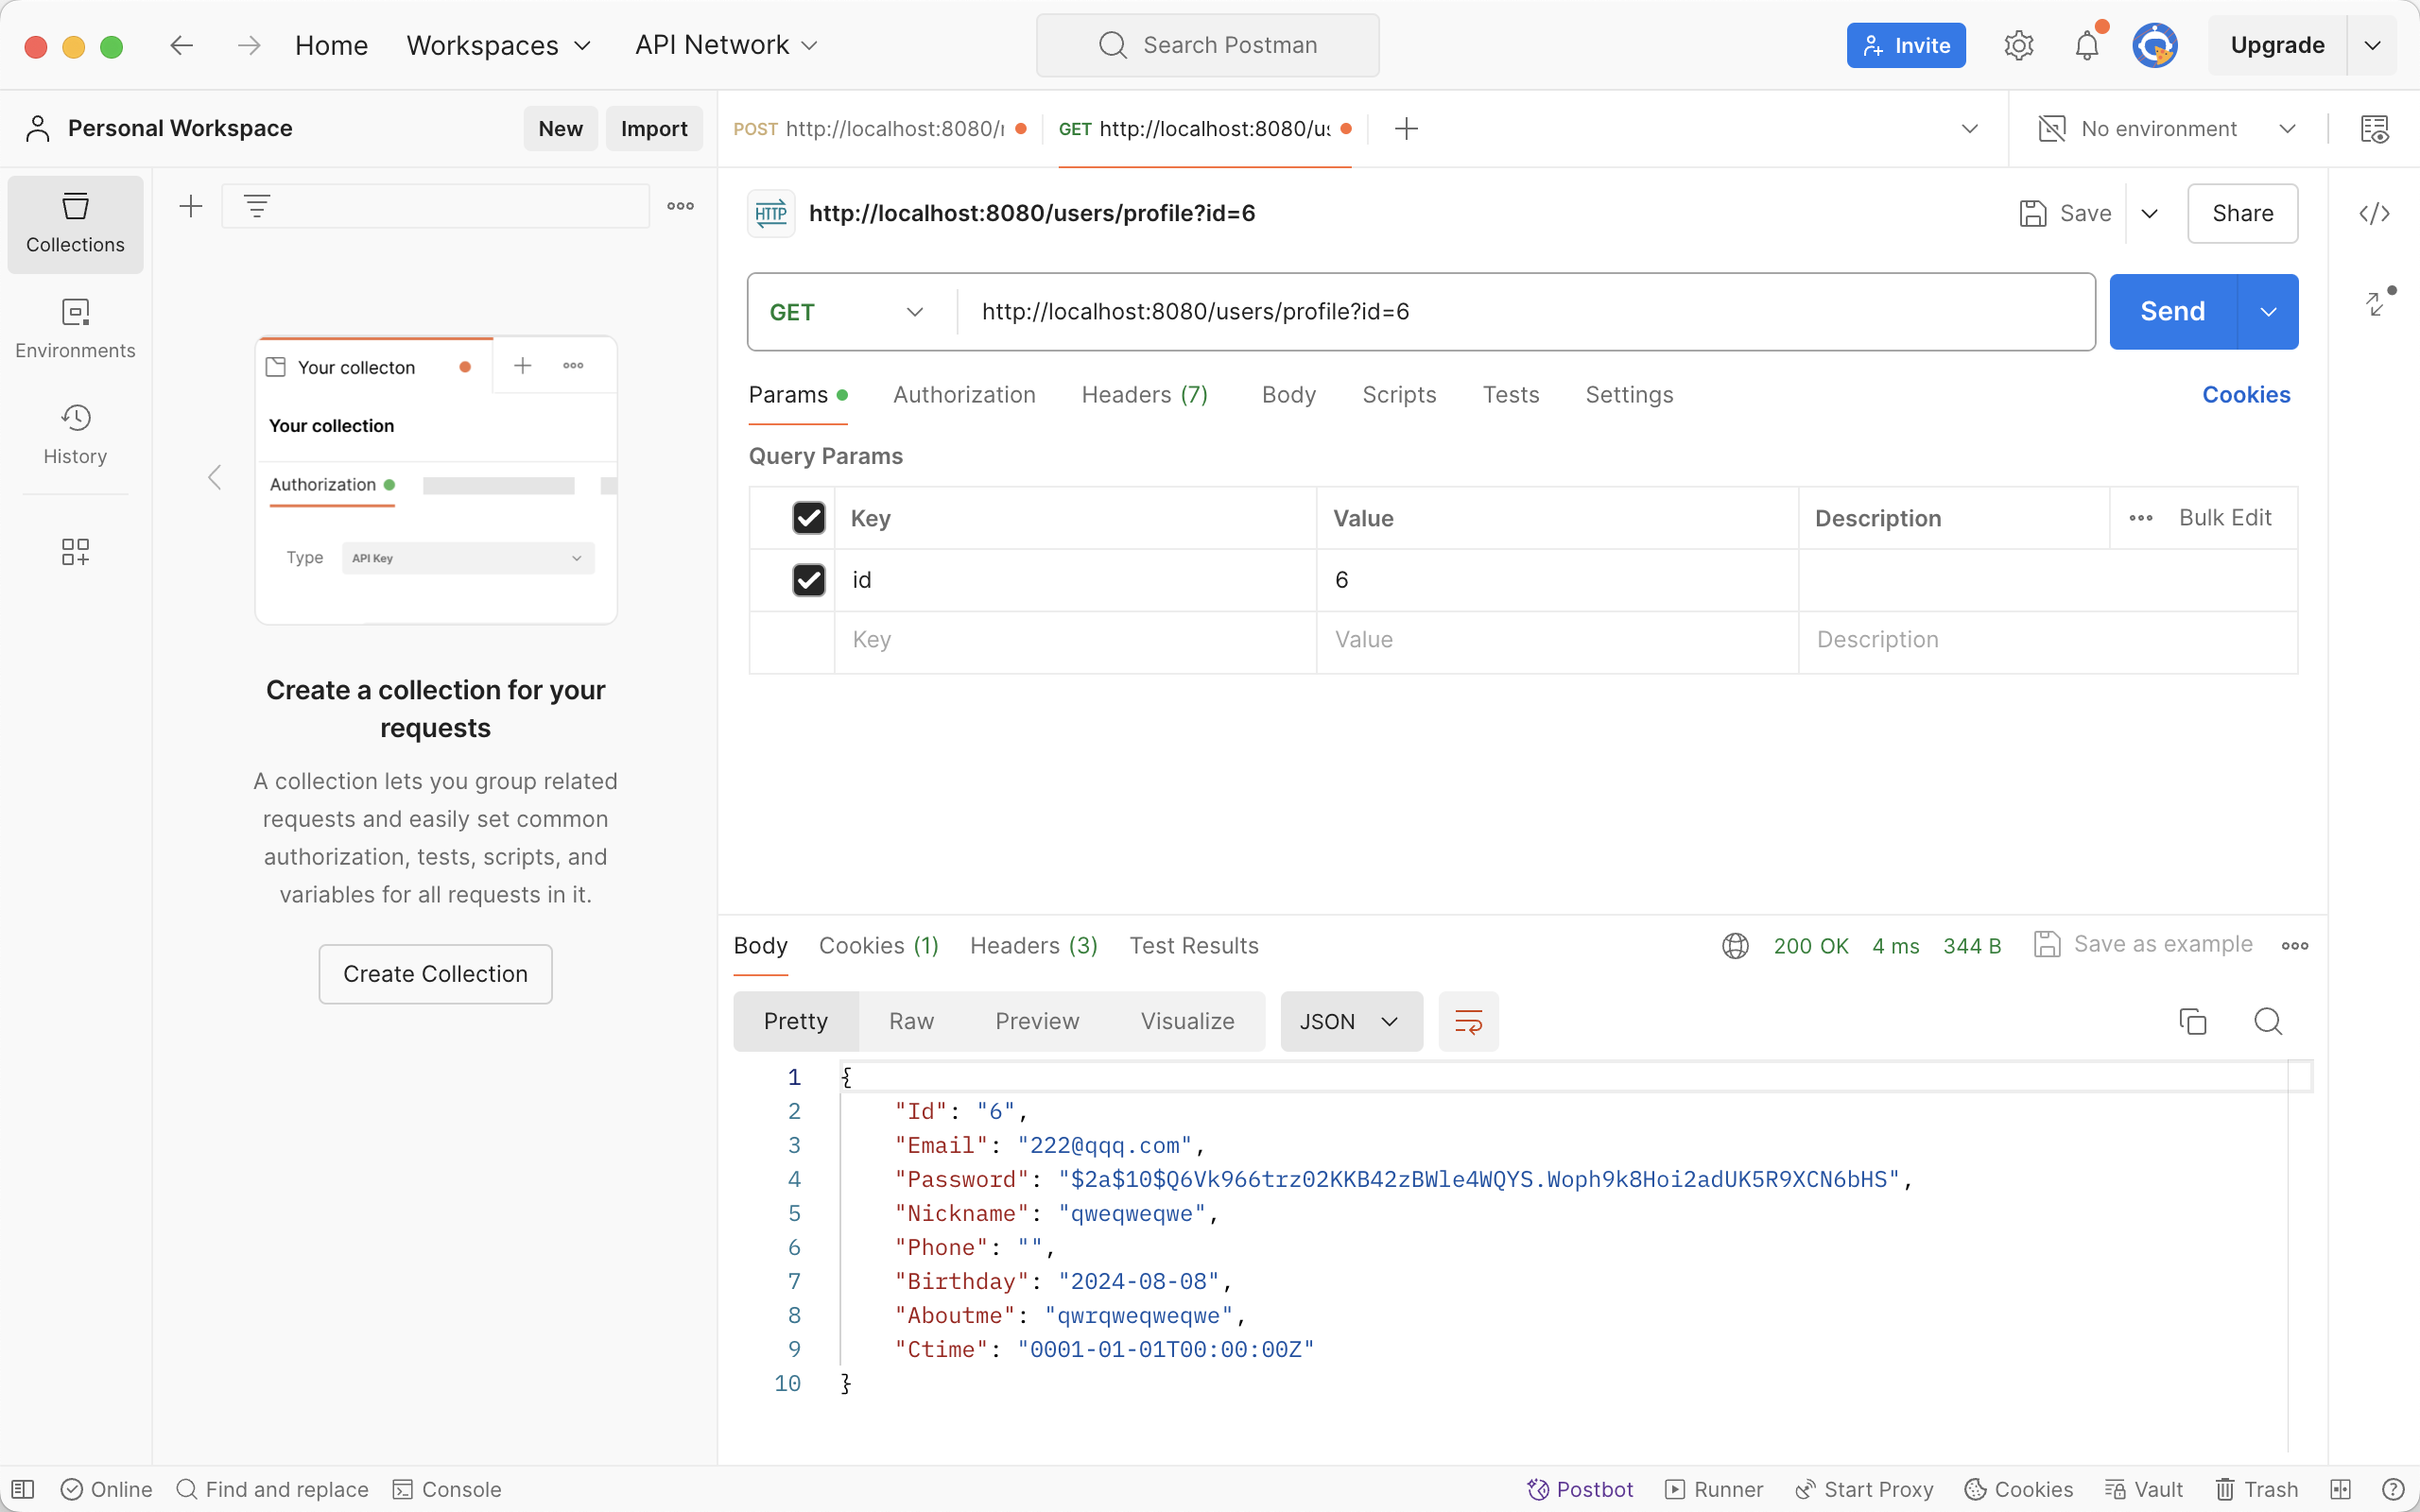 Home
Workspaces
API Network
Search Postman
Invite
Upgrade
Personal Workspace
New
Import
POST http://localhost:8080/
GET http://localhost:8080/us
No environment
Collections
Environments
History
Your collecton
Your collection
Authorization
Type
API Key
Create a collection for your
requests
A collection lets you group related
requests and easily set common
authorization, tests, scripts, and
variables for all requests in it.
Create Collection
HTTP
http://localhost:8080/users/profile?id=6
Save
Share
GET
http://localhost:8080/users/profile?id=6
Send
Params
Authorization
Headers (7)
Body
Scripts
Tests
Settings
Cookies
Query Params
Key
Value
Description
Bulk Edit
id
6
Key
Value
Description
Body
Cookies (1)
Headers (3)
Test Results
200 OK
4 ms
344 B
Save as example
Pretty
Raw
Preview
Visualize
JSON
1 {
2 "Id": "6",
3 "Email": "222@qqq.com",
4 "Password": "$2a$10$Q6Vk966trz02KKB42zBWle4WQYS.Woph9k8Hoi2adUK5R9XCN6bHS",
5 "Nickname": "qweqweqwe",
6 "Phone": "",
7 "Birthday": "2024-08-08",
8 "Aboutme": "qwrqweqweqwe",
9 "Ctime": "0001-01-01T00:00:00Z"
10 }
Online
Find and replace
Console
Postbot
Runner
Start Proxy
Cookies
Vault
Trash